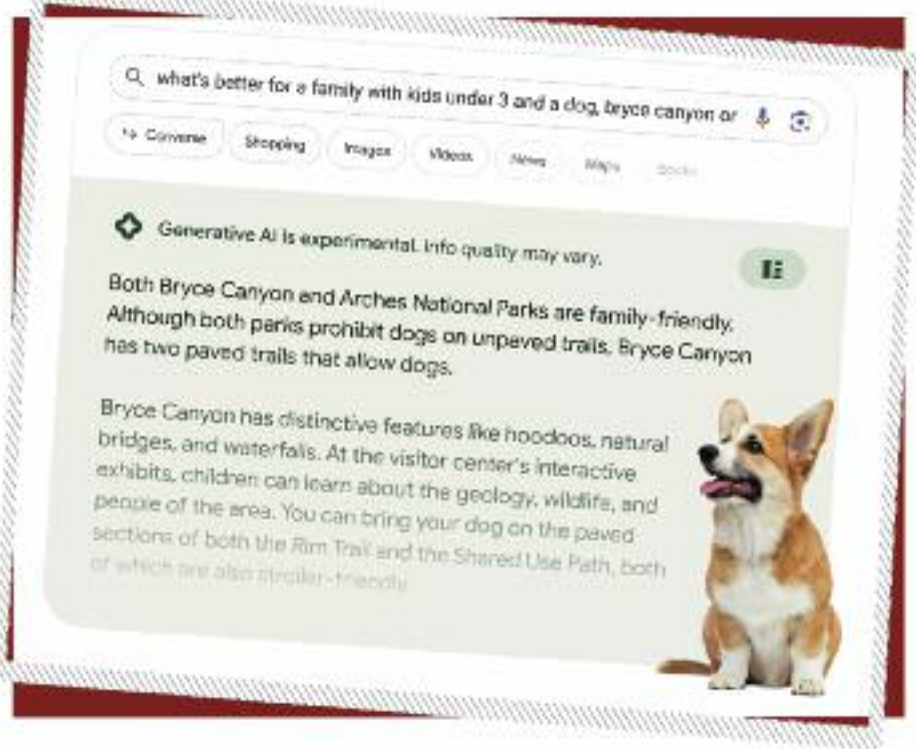 what's better for a family with kids under 3 and a dog, bryce canyon or
Converse Shopping Images Videos News Maps Books
Generative AI is experimental. Info quality may vary.
Both Bryce Canyon and Arches National Parks are family-friendly.
Although both parks prohibit dogs on unpaved trails, Bryce Canyon
has two paved trails that allow dogs.
Bryce Canyon has distinctive features like hoodoos, natural
bridges, and waterfalls. At the visitor center's interactive
exhibits, children can learn about the geology, wildlife, and
people of the area. You can bring your dog on the paved
sections of both the Rim Trail and the Shared Use Path, both
of which are also stroller-friendly